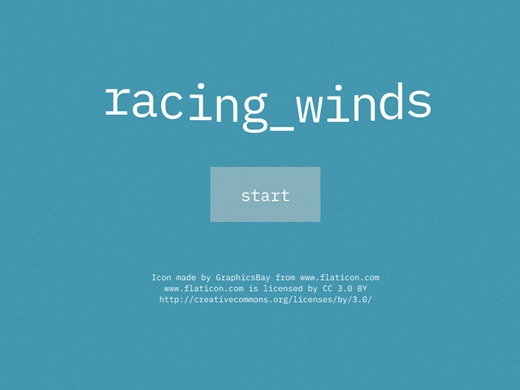 racing_winds
start
Icon made by GraphicsBay from www.flaticon.com
www.flaticon.com is licensed by CC 3.0 BY
http://creativecommons.org/licenses/by/3.0/